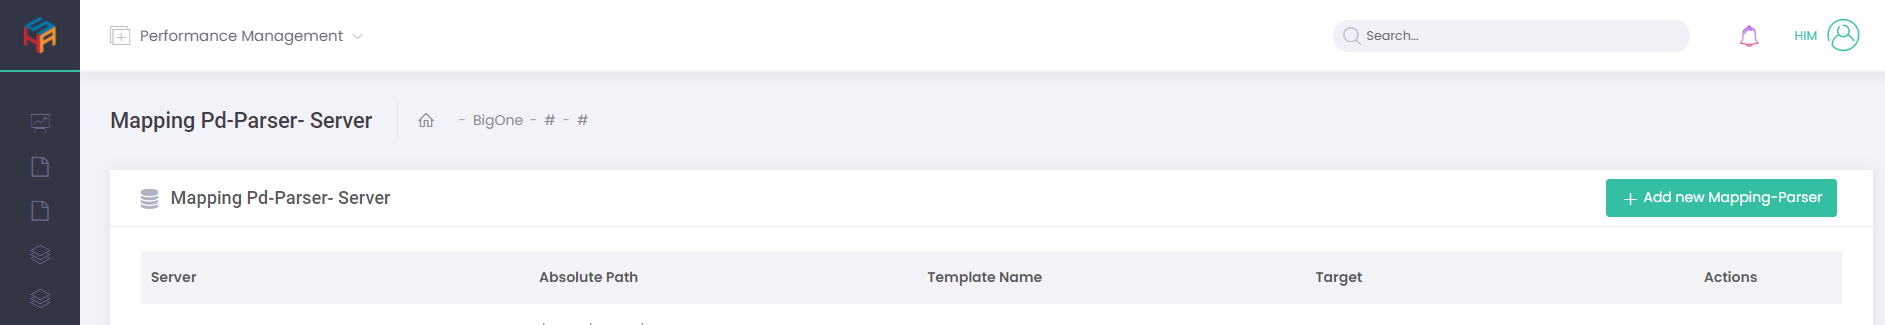 Performance Management
Search...
HIM
Mapping Pd-Parser- Server
- BigOne - # - #
Mapping Pd-Parser- Server
Add new Mapping-Parser
Server Absolute Path Template Name Target Actions